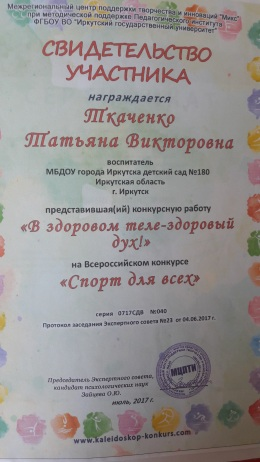 Межрегиональный центр поддержки творчества и инноваций "Микс"
при методической поддержке Педагогического института
ФГБОУ ВО "Иркутский государственный университет"
СВИДЕТЕЛЬСТВО
УЧАСТНИКА
награждается
Ткаченко
Татьяна Викторовна
воспитатель
МБДОУ города Иркутска детский сад №180
Иркутская область
г. Иркутск
представившая(ий) конкурсную работу
«В здоровом теле-здоровый
дух!»
на Всероссийском конкурсе
«Спорт для всех»
серия 0717СДВ №040
Протокол заседания Экспертного совета №23 от 04.06.2017 г.
МЦПТИ
Председатель Экспертного совета,
кандидат психологических наук
Зайцева О.Ю.
июль, 2017 г.
www.kaleidoskop-konkurs.com